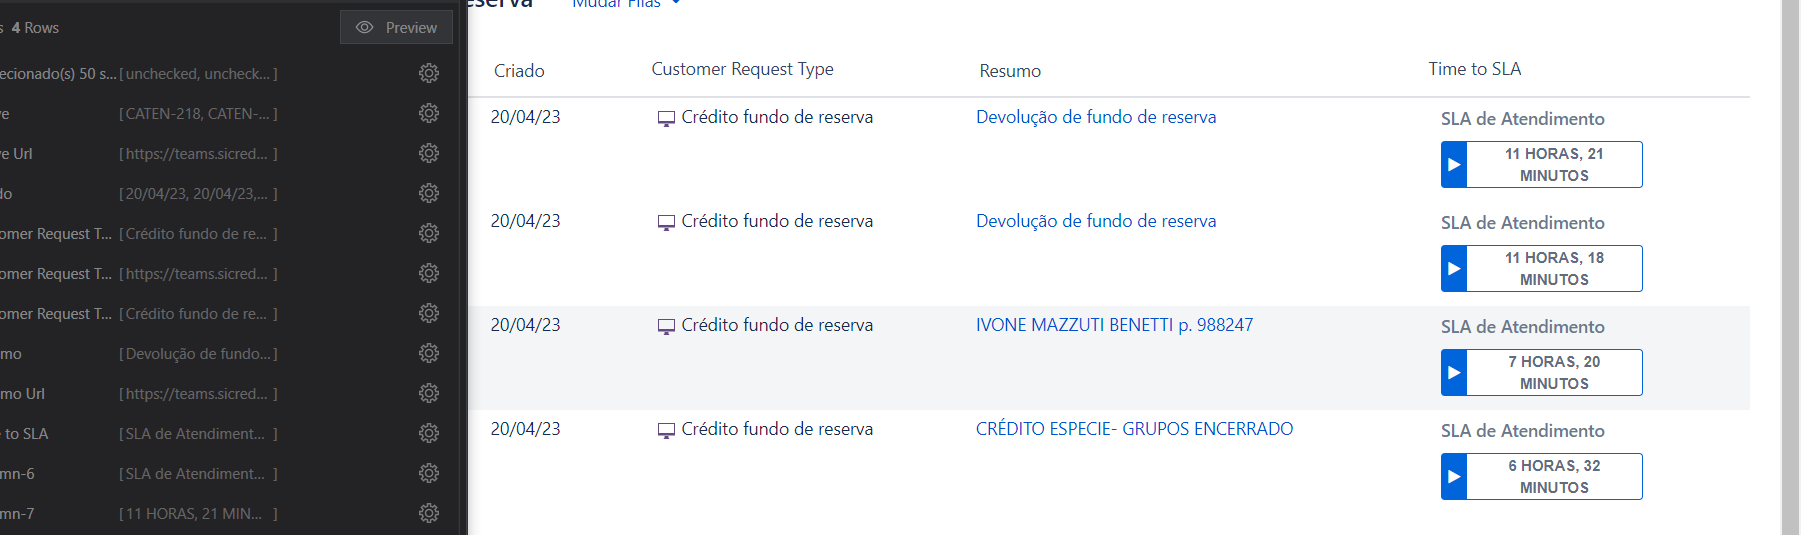 4 Rows
Preview
ecionado(s) 50 s... [unchecked, uncheck... ]
[CATEN-218, CATEN-... ]
e Url [https://teams.sicred... ]
do [20/04/23, 20/04/23,... ]
omer Request T... [Crédito fundo de re... ]
omer Request T... [https://teams.sicred... ]
omer Request T... [Crédito fundo de re... ]
mo [Devolução de fundo... ]
mo Url [https://teams.sicred... ]
to SLA [SLA de Atendiment... ]
mn-6 [SLA de Atendiment... ]
mn-7 [11 HORAS, 21 MIN... ]
serva Mudar Filas
Criado Customer Request Type Resumo Time to SLA
20/04/23 Crédito fundo de reserva Devolução de fundo de reserva SLA de Atendimento
11 HORAS, 21
MINUTOS
20/04/23 Crédito fundo de reserva Devolução de fundo de reserva SLA de Atendimento
11 HORAS, 18
MINUTOS
20/04/23 Crédito fundo de reserva IVONE MAZZUTI BENETTI p. 988247 SLA de Atendimento
7 HORAS, 20
MINUTOS
20/04/23 Crédito fundo de reserva CRÉDITO ESPECIE- GRUPOS ENCERRADO SLA de Atendimento
6 HORAS, 32
MINUTOS